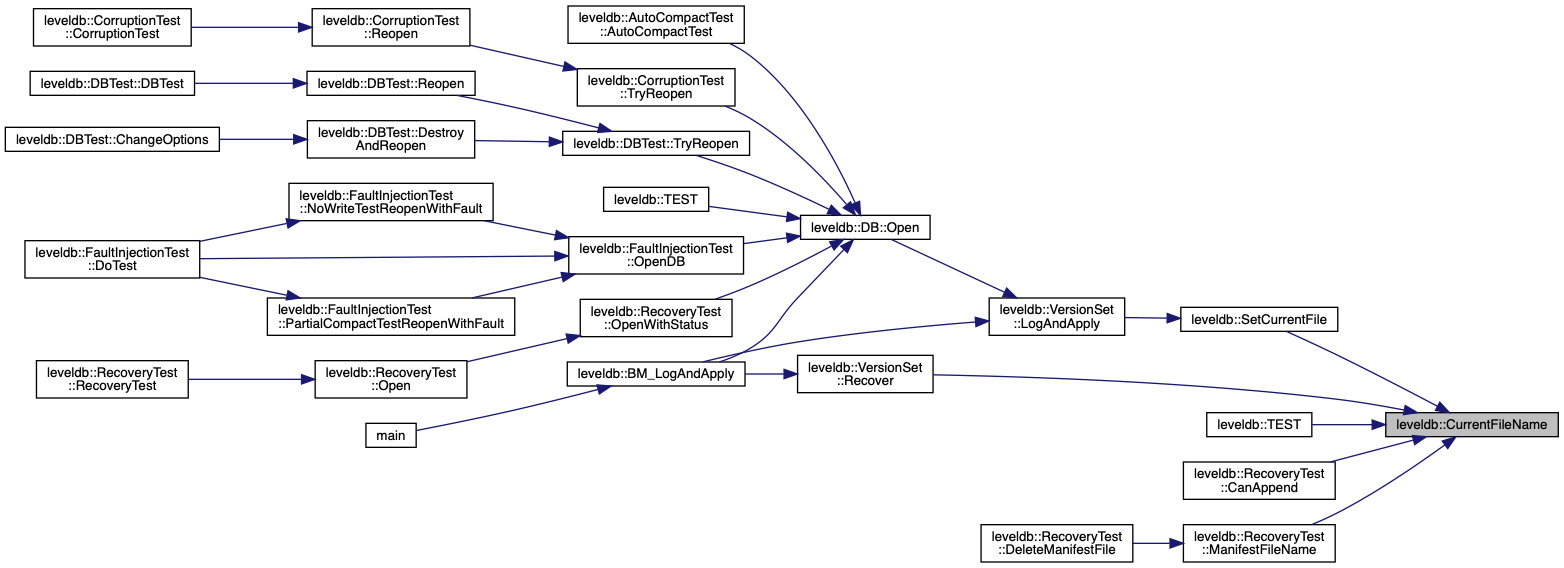 leveldb::CorruptionTest
::CorruptionTest
leveldb::CorruptionTest
::Reopen
leveldb::AutoCompactTest
::AutoCompactTest
leveldb::DBTest::DBTest
leveldb::DBTest::Reopen
leveldb::CorruptionTest
::TryReopen
leveldb::DBTest::ChangeOptions
leveldb::DBTest::Destroy
AndReopen
leveldb::DBTest::TryReopen
leveldb::FaultInjectionTest
::NoWriteTestReopenWithFault
leveldb::TEST
leveldb::DB::Open
leveldb::FaultInjectionTest
::DoTest
leveldb::FaultInjectionTest
::OpenDB
leveldb::FaultInjectionTest
::PartialCompactTestReopenWithFault
leveldb::RecoveryTest
::OpenWithStatus
leveldb::VersionSet
::LogAndApply
leveldb::SetCurrentFile
leveldb::RecoveryTest
::RecoveryTest
leveldb::RecoveryTest
::Open
leveldb::BM_LogAndApply
leveldb::VersionSet
::Recover
main
leveldb::TEST
leveldb::CurrentFileName
leveldb::RecoveryTest
::CanAppend
leveldb::RecoveryTest
::DeleteManifestFile
leveldb::RecoveryTest
::ManifestFileName